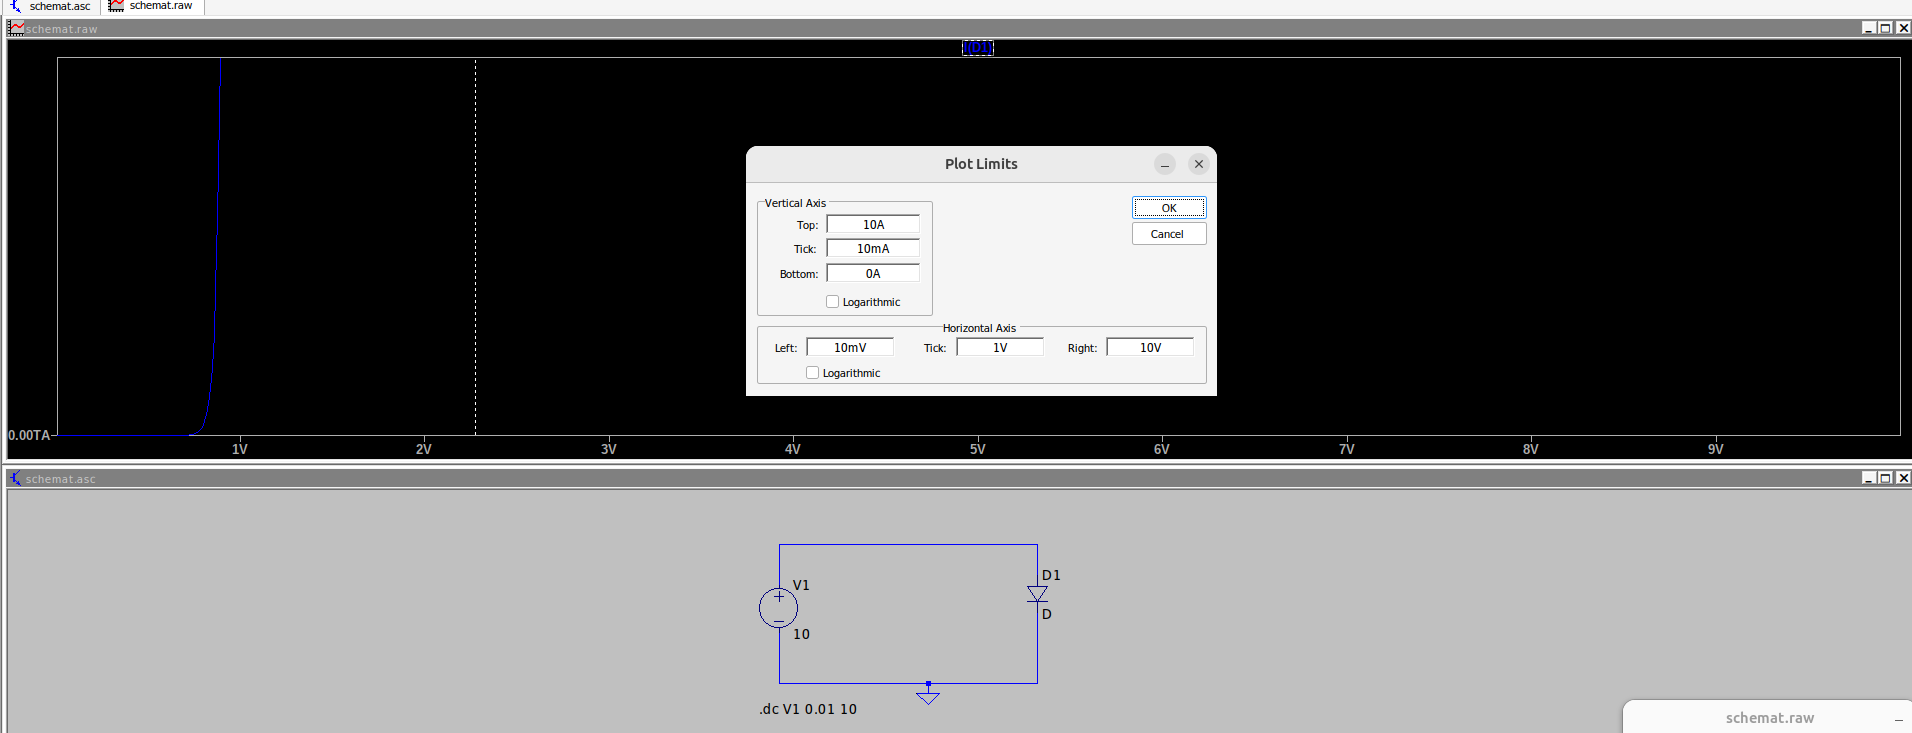 schemat.asc schemat.raw
schemat.raw
I(D1)
Plot Limits
Vertical Axis
OK
Top: 10A
Cancel
Tick: 10mA
Bottom: 0A
Logarithmic
Horizontal Axis
Left: 10mV Tick: 1V Right: 10V
Logarithmic
0.00TA
1V 2V 3V 4V 5V 6V 7V 8V 9V
schemat.asc
D1
V1
D
10
.dc V1 0.01 10
schemat.raw